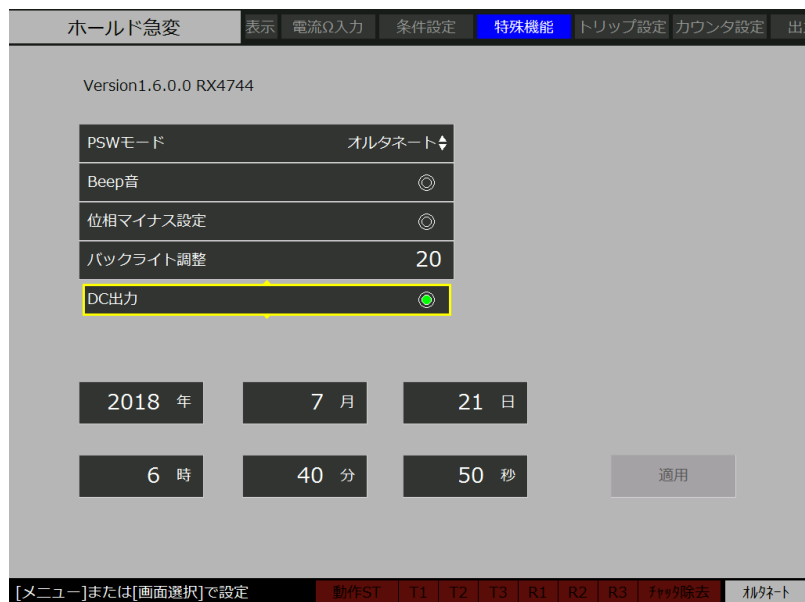 ホールド急変 表示 電流Ω入力 条件設定 特殊機能 トリップ設定 カウンタ設定 出
Version1.6.0.0 RX4744
PSWモード オルタネート
Beep音
位相マイナス設定
バックライト調整 20
DC出力
2018 年 7 月 21 日
6 時 40 分 50 秒 適用
[メニュー]または[画面選択]で設定 動作ST T1 T2 T3 R1 R2 R3 ﾁｬｯﾀ除去 ｵﾙﾀﾈｰﾄ